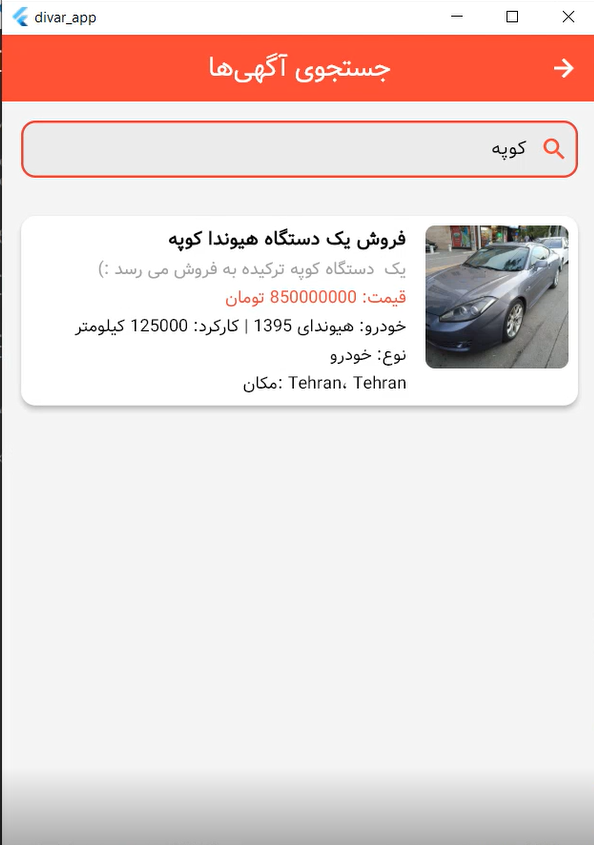 divar_app
جستجوی آگهی‌ها
کوپه
فروش یک دستگاه هیوندا کوپه
یک  دستگاه کوپه ترکیده به فروش می رسد :)
قیمت: 850000000 تومان
خودرو: هیوندای 1395 | کارکرد: 125000 کیلومتر
نوع: خودرو
مکان: Tehran، Tehran